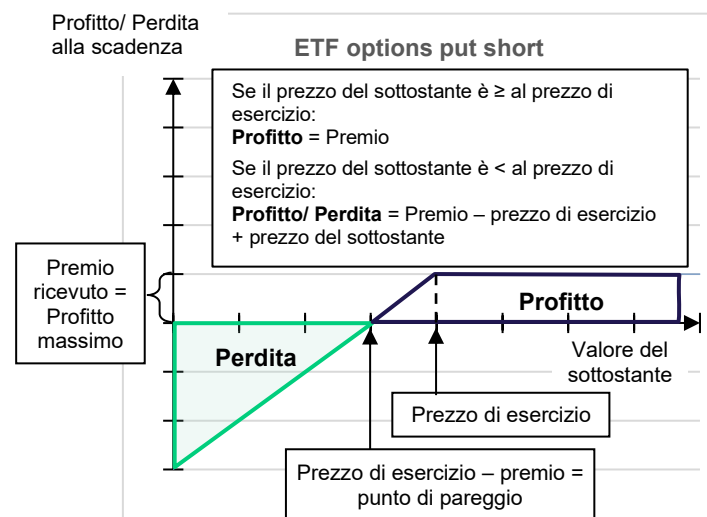 Profitto/ Perdita
alla scadenza
ETF options put short
Se il prezzo del sottostante è ≥ al prezzo di
esercizio:
Profitto = Premio
Se il prezzo del sottostante è < al prezzo di
esercizio:
Profitto/ Perdita = Premio – prezzo di esercizio
+ prezzo del sottostante
Premio
ricevuto =
Profitto
massimo
Profitto
Perdita
Valore del
sottostante
Prezzo di esercizio
Prezzo di esercizio – premio =
punto di pareggio